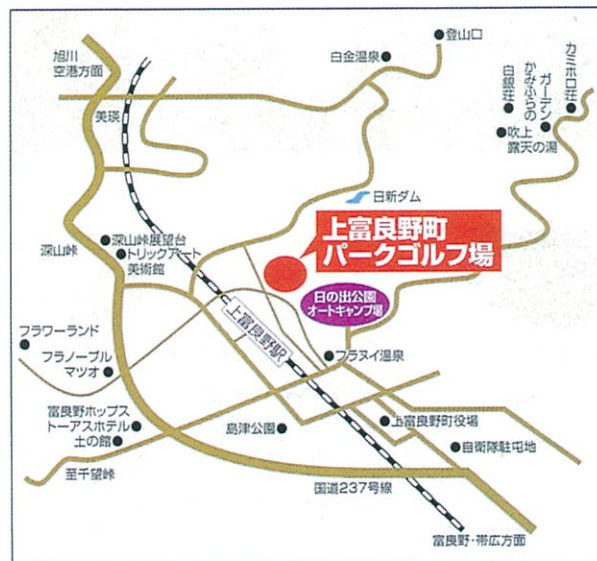 登山口
白金温泉
旭川
空港方面
カミホロ荘
ガーデン
かみふらの
白銀荘
吹上
露天の湯
美瑛
日新ダム
上富良野町
パークゴルフ場
深山峠
深山峠展望台
トリックアート
美術館
日の出公園
オートキャンプ場
上富良野駅
フラワーランド
フラノーブル
マツオ
フラヌイ温泉
富良野ホップス
トーアスホテル
土の館
島津公園
上富良野町役場
自衛隊駐屯地
至千望峠
国道237号線
富良野・帯広方面